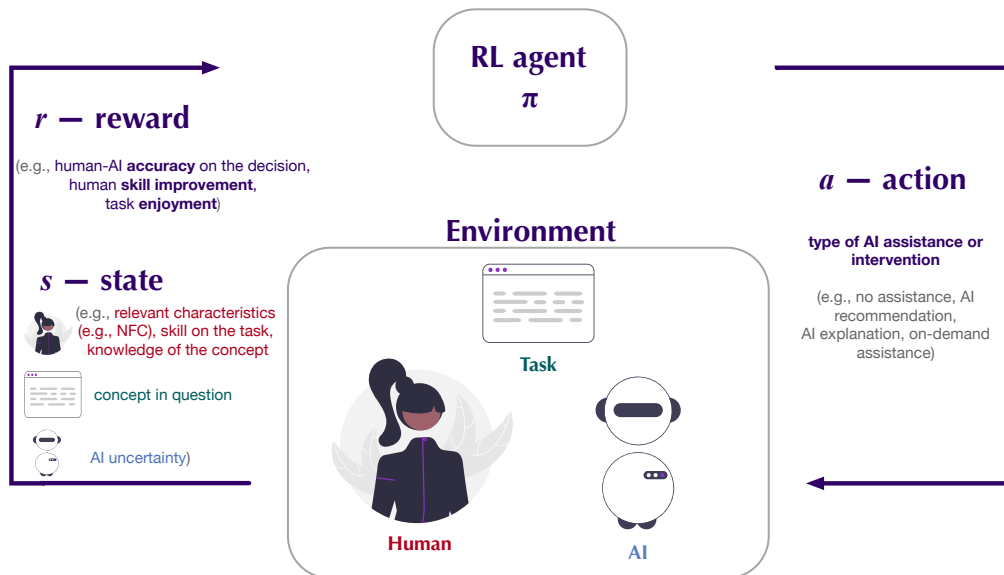 RL agent
π
r — reward
(e.g., human-AI accuracy on the decision,
human skill improvement,
task enjoyment)
s — state
(e.g., relevant characteristics
(e.g., NFC), skill on the task,
knowledge of the concept
concept in question
AI uncertainty)
Environment
Task
Human
AI
a — action
type of AI assistance or
intervention
(e.g., no assistance, AI
recommendation,
AI explanation, on-demand
assistance)